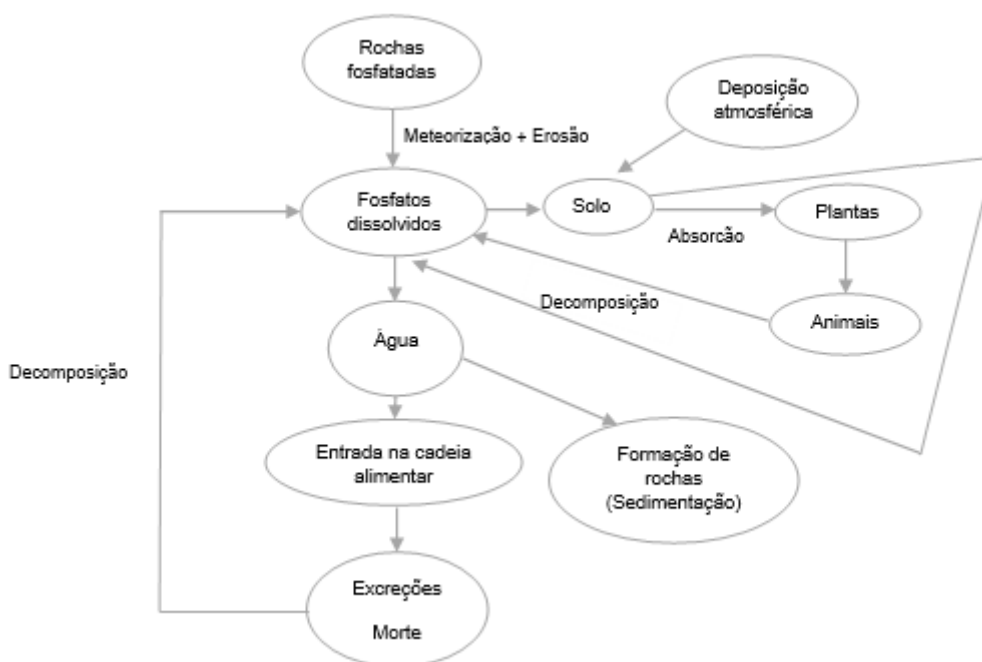 Rochas
fosfatadas
Deposição
atmosférica
Meteorização + Erosão
Fosfatos
dissolvidos
Solo
Plantas
Absorcão
Decomposição
Animais
Água
Decomposição
Entrada na cadeia
alimentar
Formação de
rochas
(Sedimentação)
Excreções
Morte